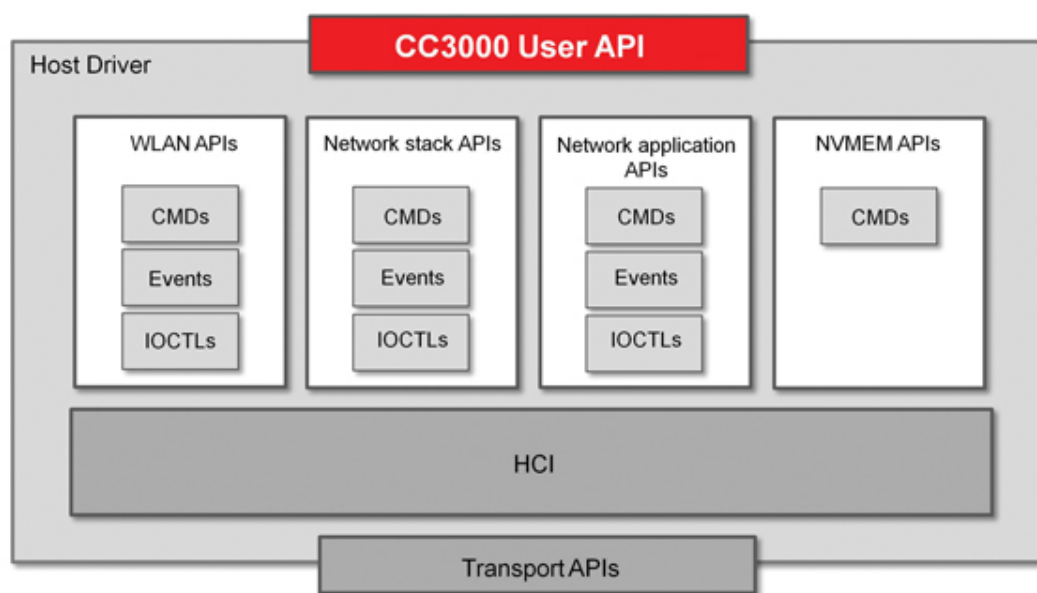 CC3000 User API
Host Driver
WLAN APIs
CMDs
Events
IOCTLs
Network stack APIs
CMDs
Events
IOCTLs
Network application
APIs
CMDs
Events
IOCTLs
NVMEM APIs
CMDs
HCI
Transport APIs